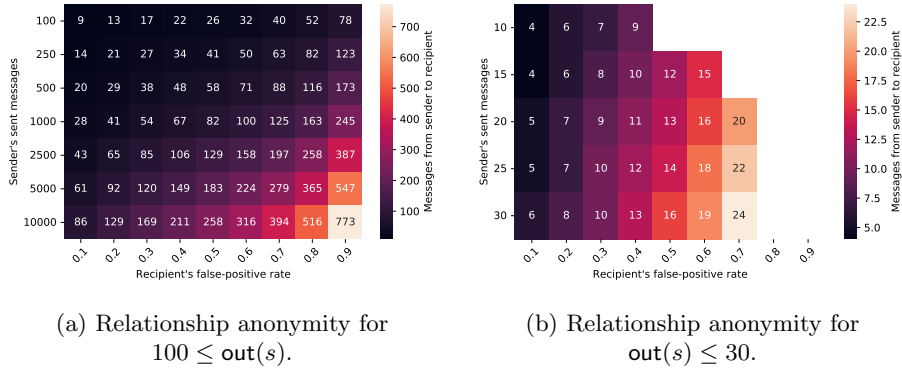 Sender's sent messages
100 9 13 17 22 26 32 40 52 78
250 14 21 27 34 41 50 63 82 123
500 20 29 38 48 58 71 88 116 173
1000 28 41 54 67 82 100 125 163 245
2500 43 65 85 106 129 158 197 258 387
5000 61 92 120 149 183 224 279 365 547
10000 86 129 169 211 258 316 394 516 773
0.1 0.2 0.3 0.4 0.5 0.6 0.7 0.8 0.9
Recipient's false-positive rate
700
600
500
400
300
200
100
Messages from sender to recipient
(a) Relationship anonymity for
100 ≤ out(s).
Sender's sent messages
10 4 6 7 9
15 4 6 8 10 12 15
20 5 7 9 11 13 16 20
25 5 7 10 12 14 18 22
30 6 8 10 13 16 19 24
0.1 0.2 0.3 0.4 0.5 0.6 0.7 0.8 0.9
Recipient's false-positive rate
22.5
20.0
17.5
15.0
12.5
10.0
7.5
5.0
Messages from sender to recipient
(b) Relationship anonymity for
out(s) ≤ 30.